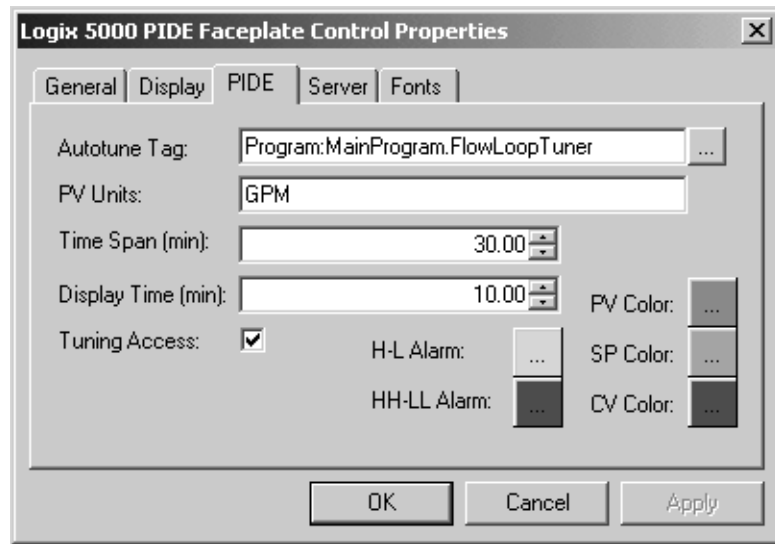 Logix 5000 PIDE Faceplate Control Properties
General Display PIDE Server Fonts
Autotune Tag: Program:MainProgram.FlowLoopTuner ...
PV Units: GPM
Time Span (min): 30.00
Display Time (min): 10.00 PV Color: ...
Tuning Access: H-L Alarm: ... SP Color: ...
HH-LL Alarm: ... CV Color: ...
OK Cancel Apply